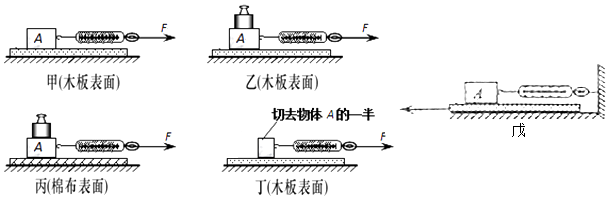 A F
甲(木板表面)
A F
乙(木板表面)
A F
丙(棉布表面)
切去物体 A 的一半
F
丁(木板表面)
A
戊